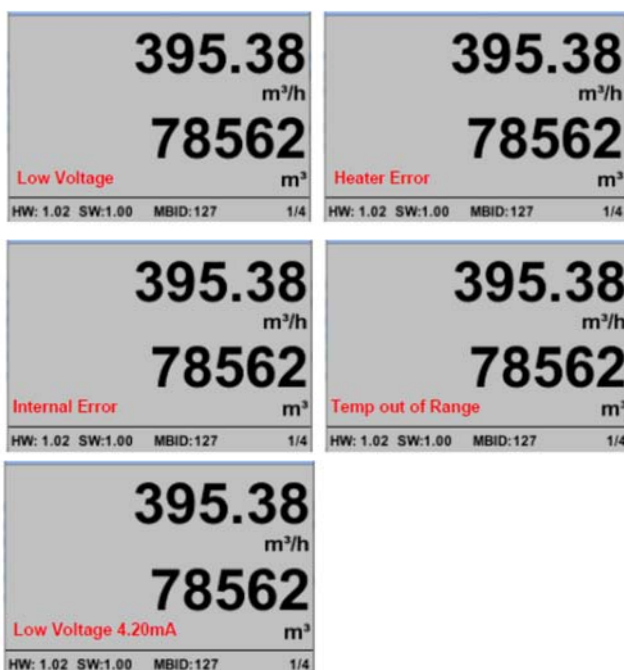 395.38
m³/h
78562
Low Voltage
m³
HW: 1.02 SW:1.00 MBID:127 1/4
395.38
m³/h
78562
Heater Error
m³
HW: 1.02 SW:1.00 MBID:127 1/4
395.38
m³/h
78562
Internal Error
m³
HW: 1.02 SW:1.00 MBID:127 1/4
395.38
m³/h
78562
Temp out of Range
m³
HW: 1.02 SW:1.00 MBID:127 1/4
395.38
m³/h
78562
Low Voltage 4.20mA
m³
HW: 1.02 SW:1.00 MBID:127 1/4